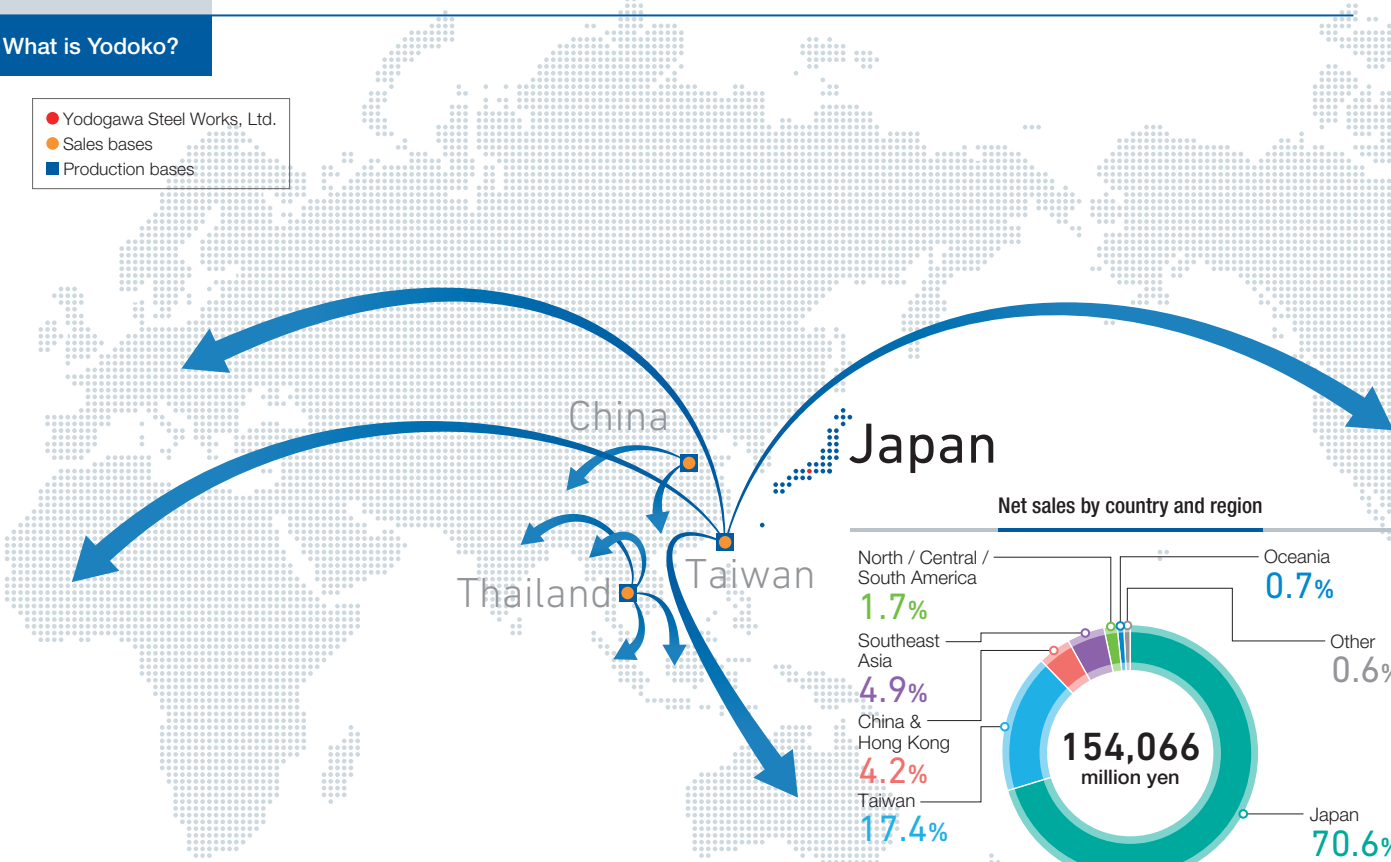 What is Yodoko?
Yodogawa Steel Works, Ltd.
Sales bases
Production bases
China
Japan
Taiwan
Thailand
Net sales by country and region
North / Central /
South America
1.7%
Southeast
Asia
4.9%
China &
Hong Kong
4.2%
Taiwan
17.4%
154,066
million yen
Oceania
0.7%
Other
0.6%
Japan
70.6%